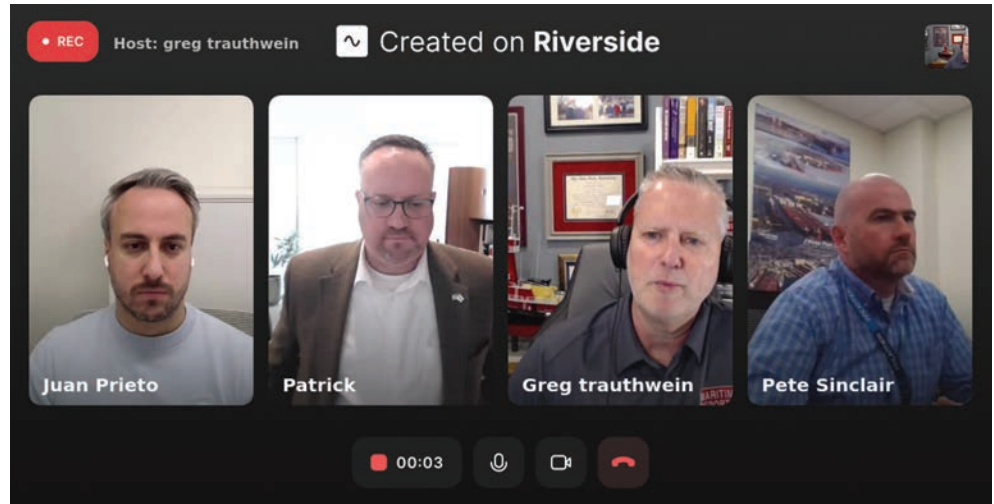 REC
Host: greg trauthwein
Created on Riverside
Juan Prieto
Patrick
Greg trauthwein
Pete Sinclair
00:03